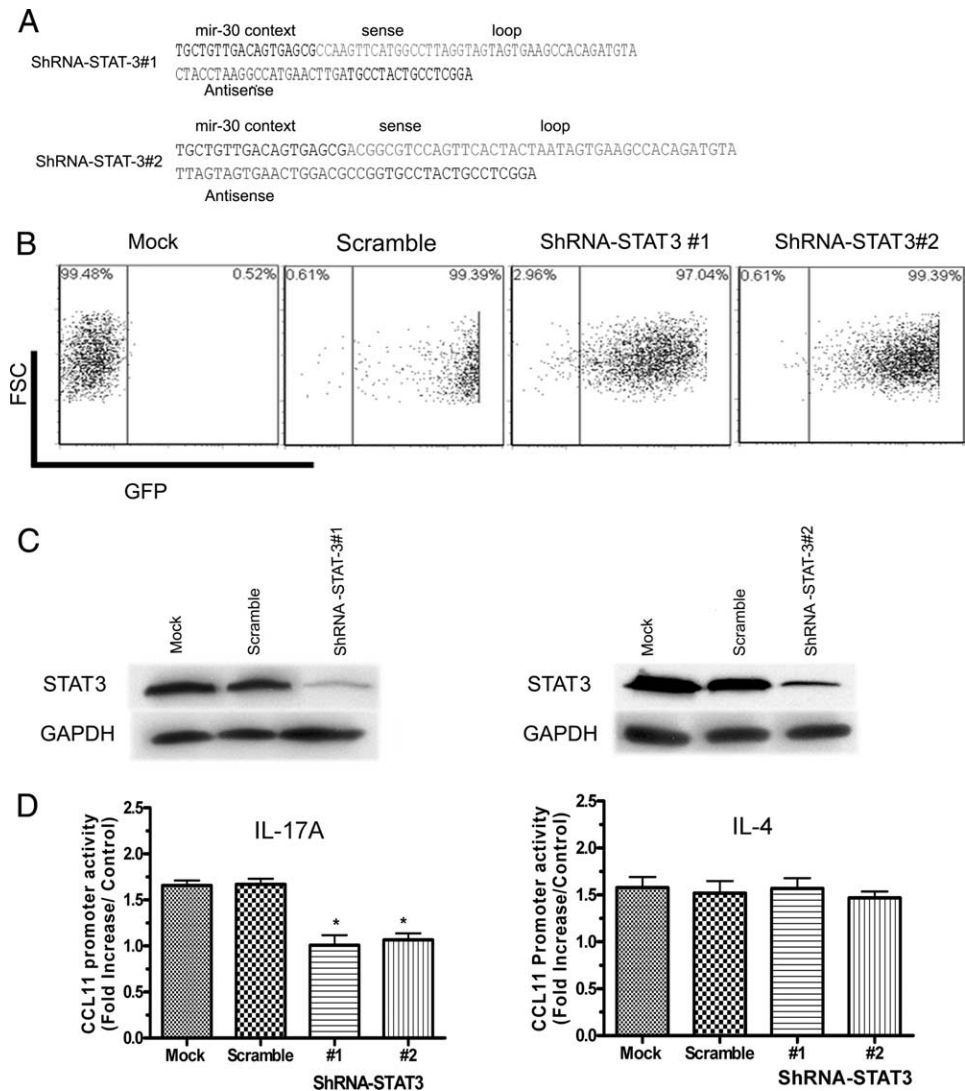 A
mir-30 context sense loop
ShRNA-STAT-3#1
TGCTGTTGACAGTGAGCGCCAAGTTCATGGCCTTAGGTAGTAGTGAAGCCACAGATGTA
CTACCTAAGGCCATGAACTTGATGCCTACTGCCTCGGA
Antisense
mir-30 context sense loop
ShRNA-STAT-3#2
TGCTGTTGACAGTGAGCGACGGCGTCCAGTTCACTACTAATAGTGAAGCCACAGATGTA
TTAGTAGTGAACTGGACGCCGGTGCCTACTGCCTCGGA
Antisense
B
Mock Scramble ShRNA-STAT3 #1 ShRNA-STAT3#2
99.48% 0.52% 0.61% 99.39% 2.96% 97.04% 0.61% 99.39%
FSC
GFP
C
Mock Scramble ShRNA -STAT-3#1
STAT3
GAPDH
Mock Scramble ShRNA -STAT-3#2
STAT3
GAPDH
D
CCL11 promoter activity
(Fold Increase/ Control)
2.5
2.0
1.5
1.0
0.5
0.0
IL-17A
* *
Mock Scramble #1 #2
ShRNA-STAT3
CCL11 Promoter activity
(Fold Increase/Control)
2.5
2.0
1.5
1.0
0.5
0.0
IL-4
Mock Scramble #1 #2
ShRNA-STAT3